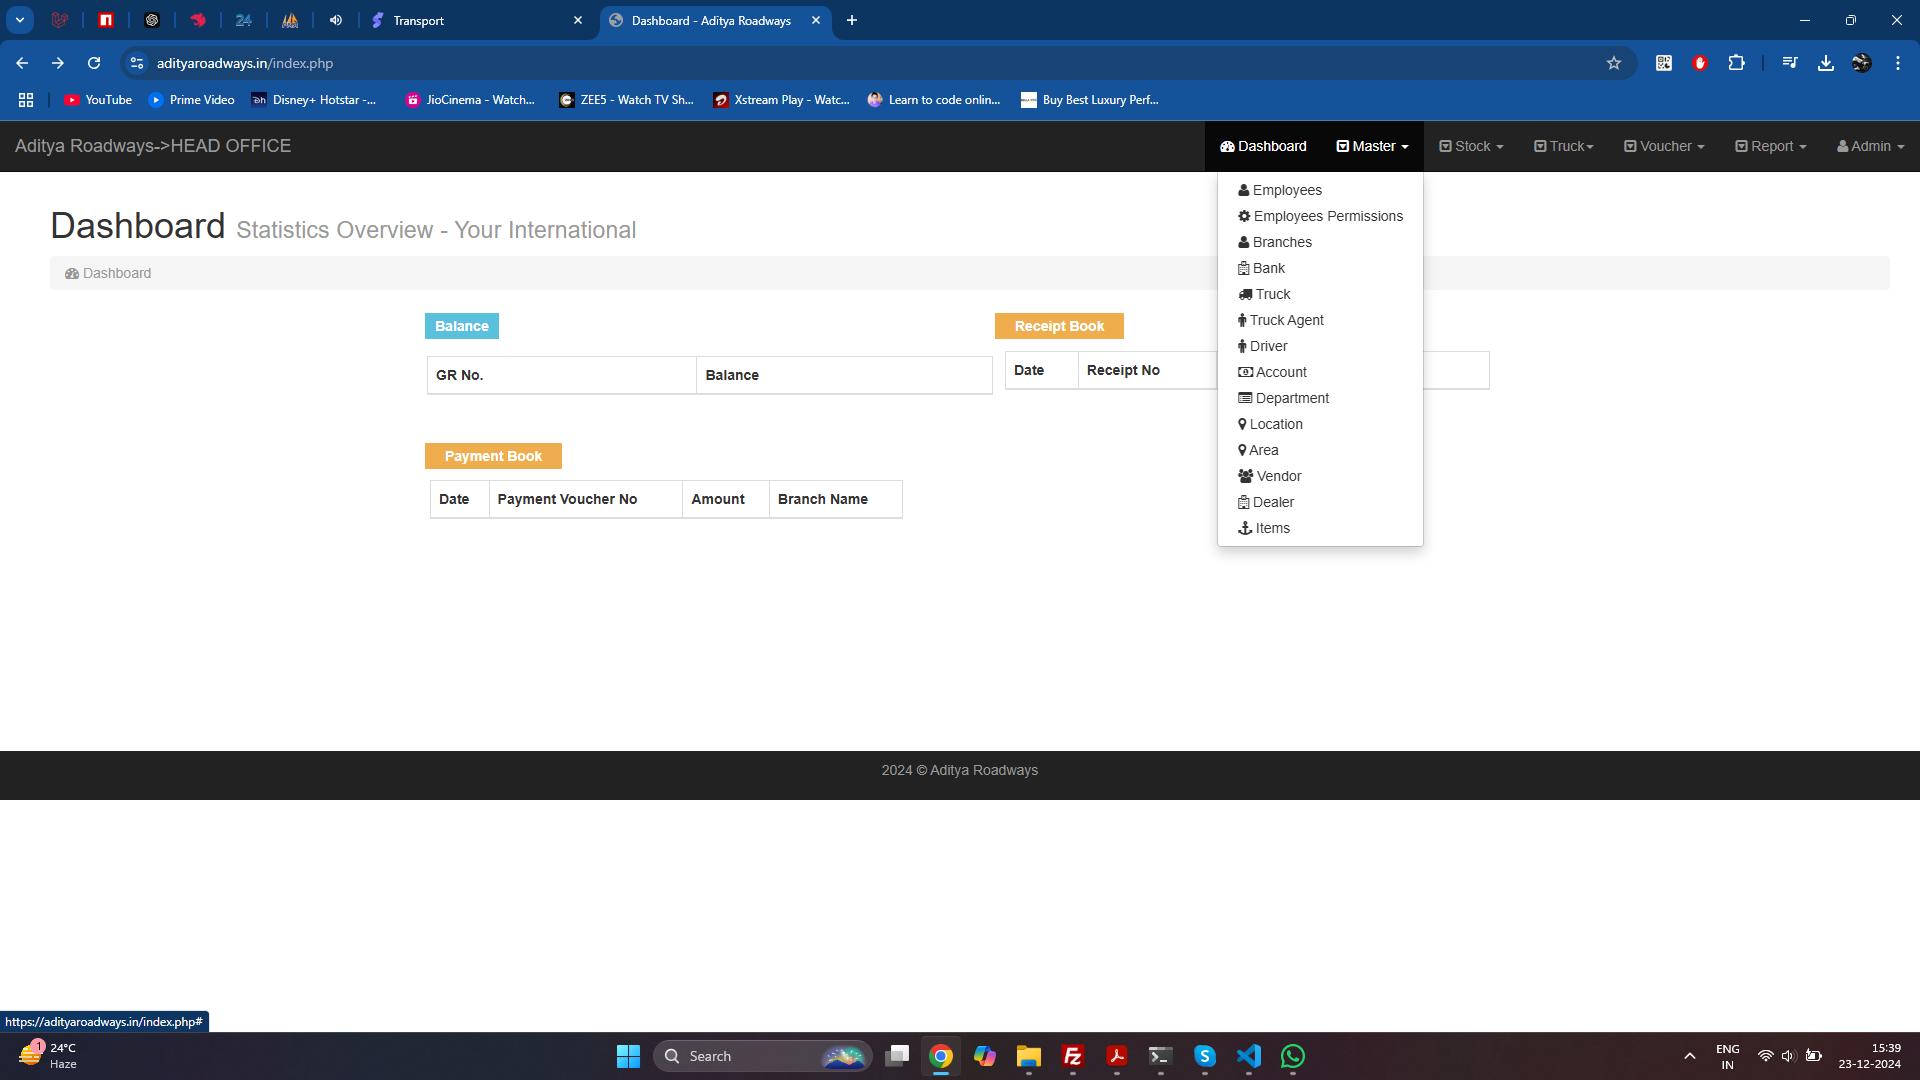 24
Transport
Dashboard - Aditya Roadways
adityaroadways.in/index.php
YouTube
Prime Video
Disney+ Hotstar -...
JioCinema - Watch...
ZEE5 - Watch TV Sh...
Xstream Play - Watc...
Learn to code onlin...
Buy Best Luxury Perf...
Aditya Roadways->HEAD OFFICE
Dashboard
Master
Stock
Truck
Voucher
Report
Admin
Employees
Employees Permissions
Branches
Bank
Truck
Truck Agent
Driver
Account
Department
Location
Area
Vendor
Dealer
Items
Dashboard Statistics Overview - Your International
Dashboard
Balance
GR No. Balance
Receipt Book
Date Receipt No
Payment Book
Date Payment Voucher No Amount Branch Name
2024 © Aditya Roadways
https://adityaroadways.in/index.php#
1
24°C
Haze
Search
ENG
IN
15:39
23-12-2024